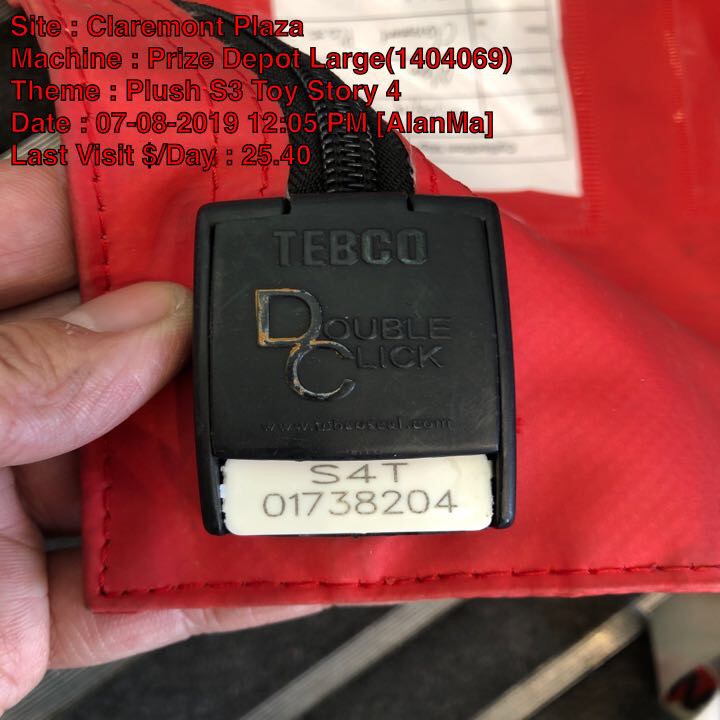 Site : Claremont Plaza
Machine : Prize Depot Large(1404069)
Theme : Plush S3 Toy Story 4
Date : 07-08-2019 12:05 PM [AlanMa]
Last Visit $/Day : 25.40
TEBCO
DOUBLE
CLICK
S4T
01738204